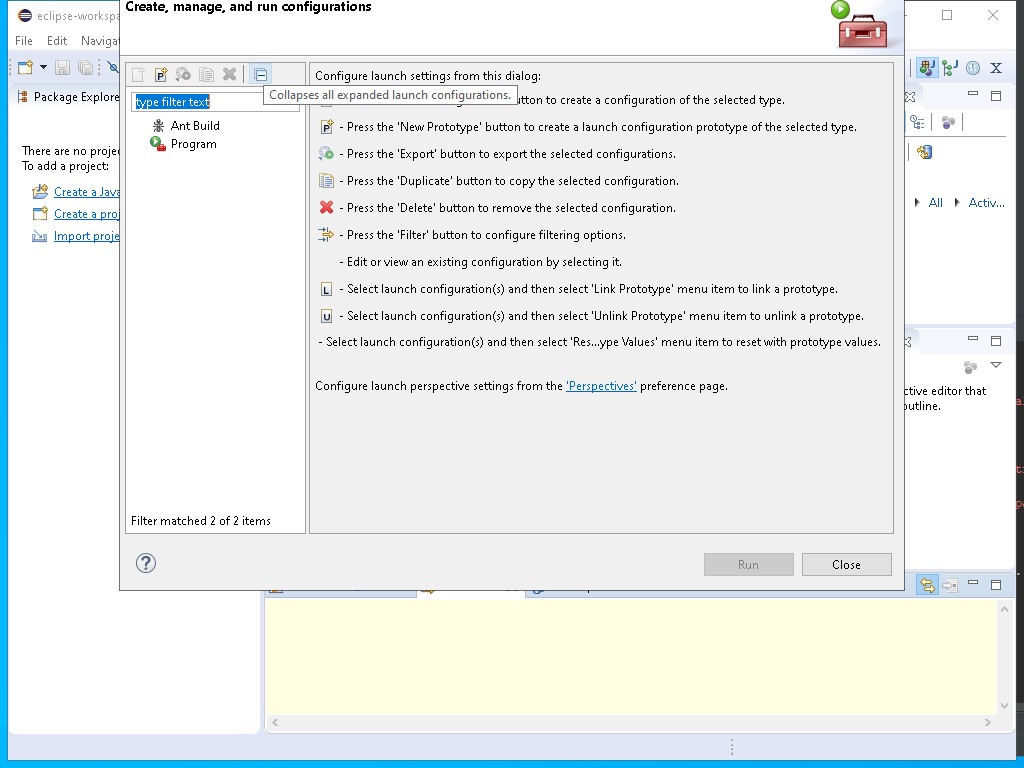 Create, manage, and run configurations
eclipse-workspa
File Edit Naviga
Package Explore
There are no projec
To add a project:
Create a Java
Create a proj
Import proje
type filter text
Ant Build
Program
Filter matched 2 of 2 items
Configure launch settings from this dialog:
Collapses all expanded launch configurations.
button to create a configuration of the selected type.
- Press the 'New Prototype' button to create a launch configuration prototype of the selected type.
- Press the 'Export' button to export the selected configurations.
- Press the 'Duplicate' button to copy the selected configuration.
- Press the 'Delete' button to remove the selected configuration.
- Press the 'Filter' button to configure filtering options.
- Edit or view an existing configuration by selecting it.
L - Select launch configuration(s) and then select 'Link Prototype' menu item to link a prototype.
U - Select launch configuration(s) and then select 'Unlink Prototype' menu item to unlink a prototype.
- Select launch configuration(s) and then select 'Res...ype Values' menu item to reset with prototype values.
Configure launch perspective settings from the 'Perspectives' preference page.
Run Close
All Activ...
ctive editor that
outline.